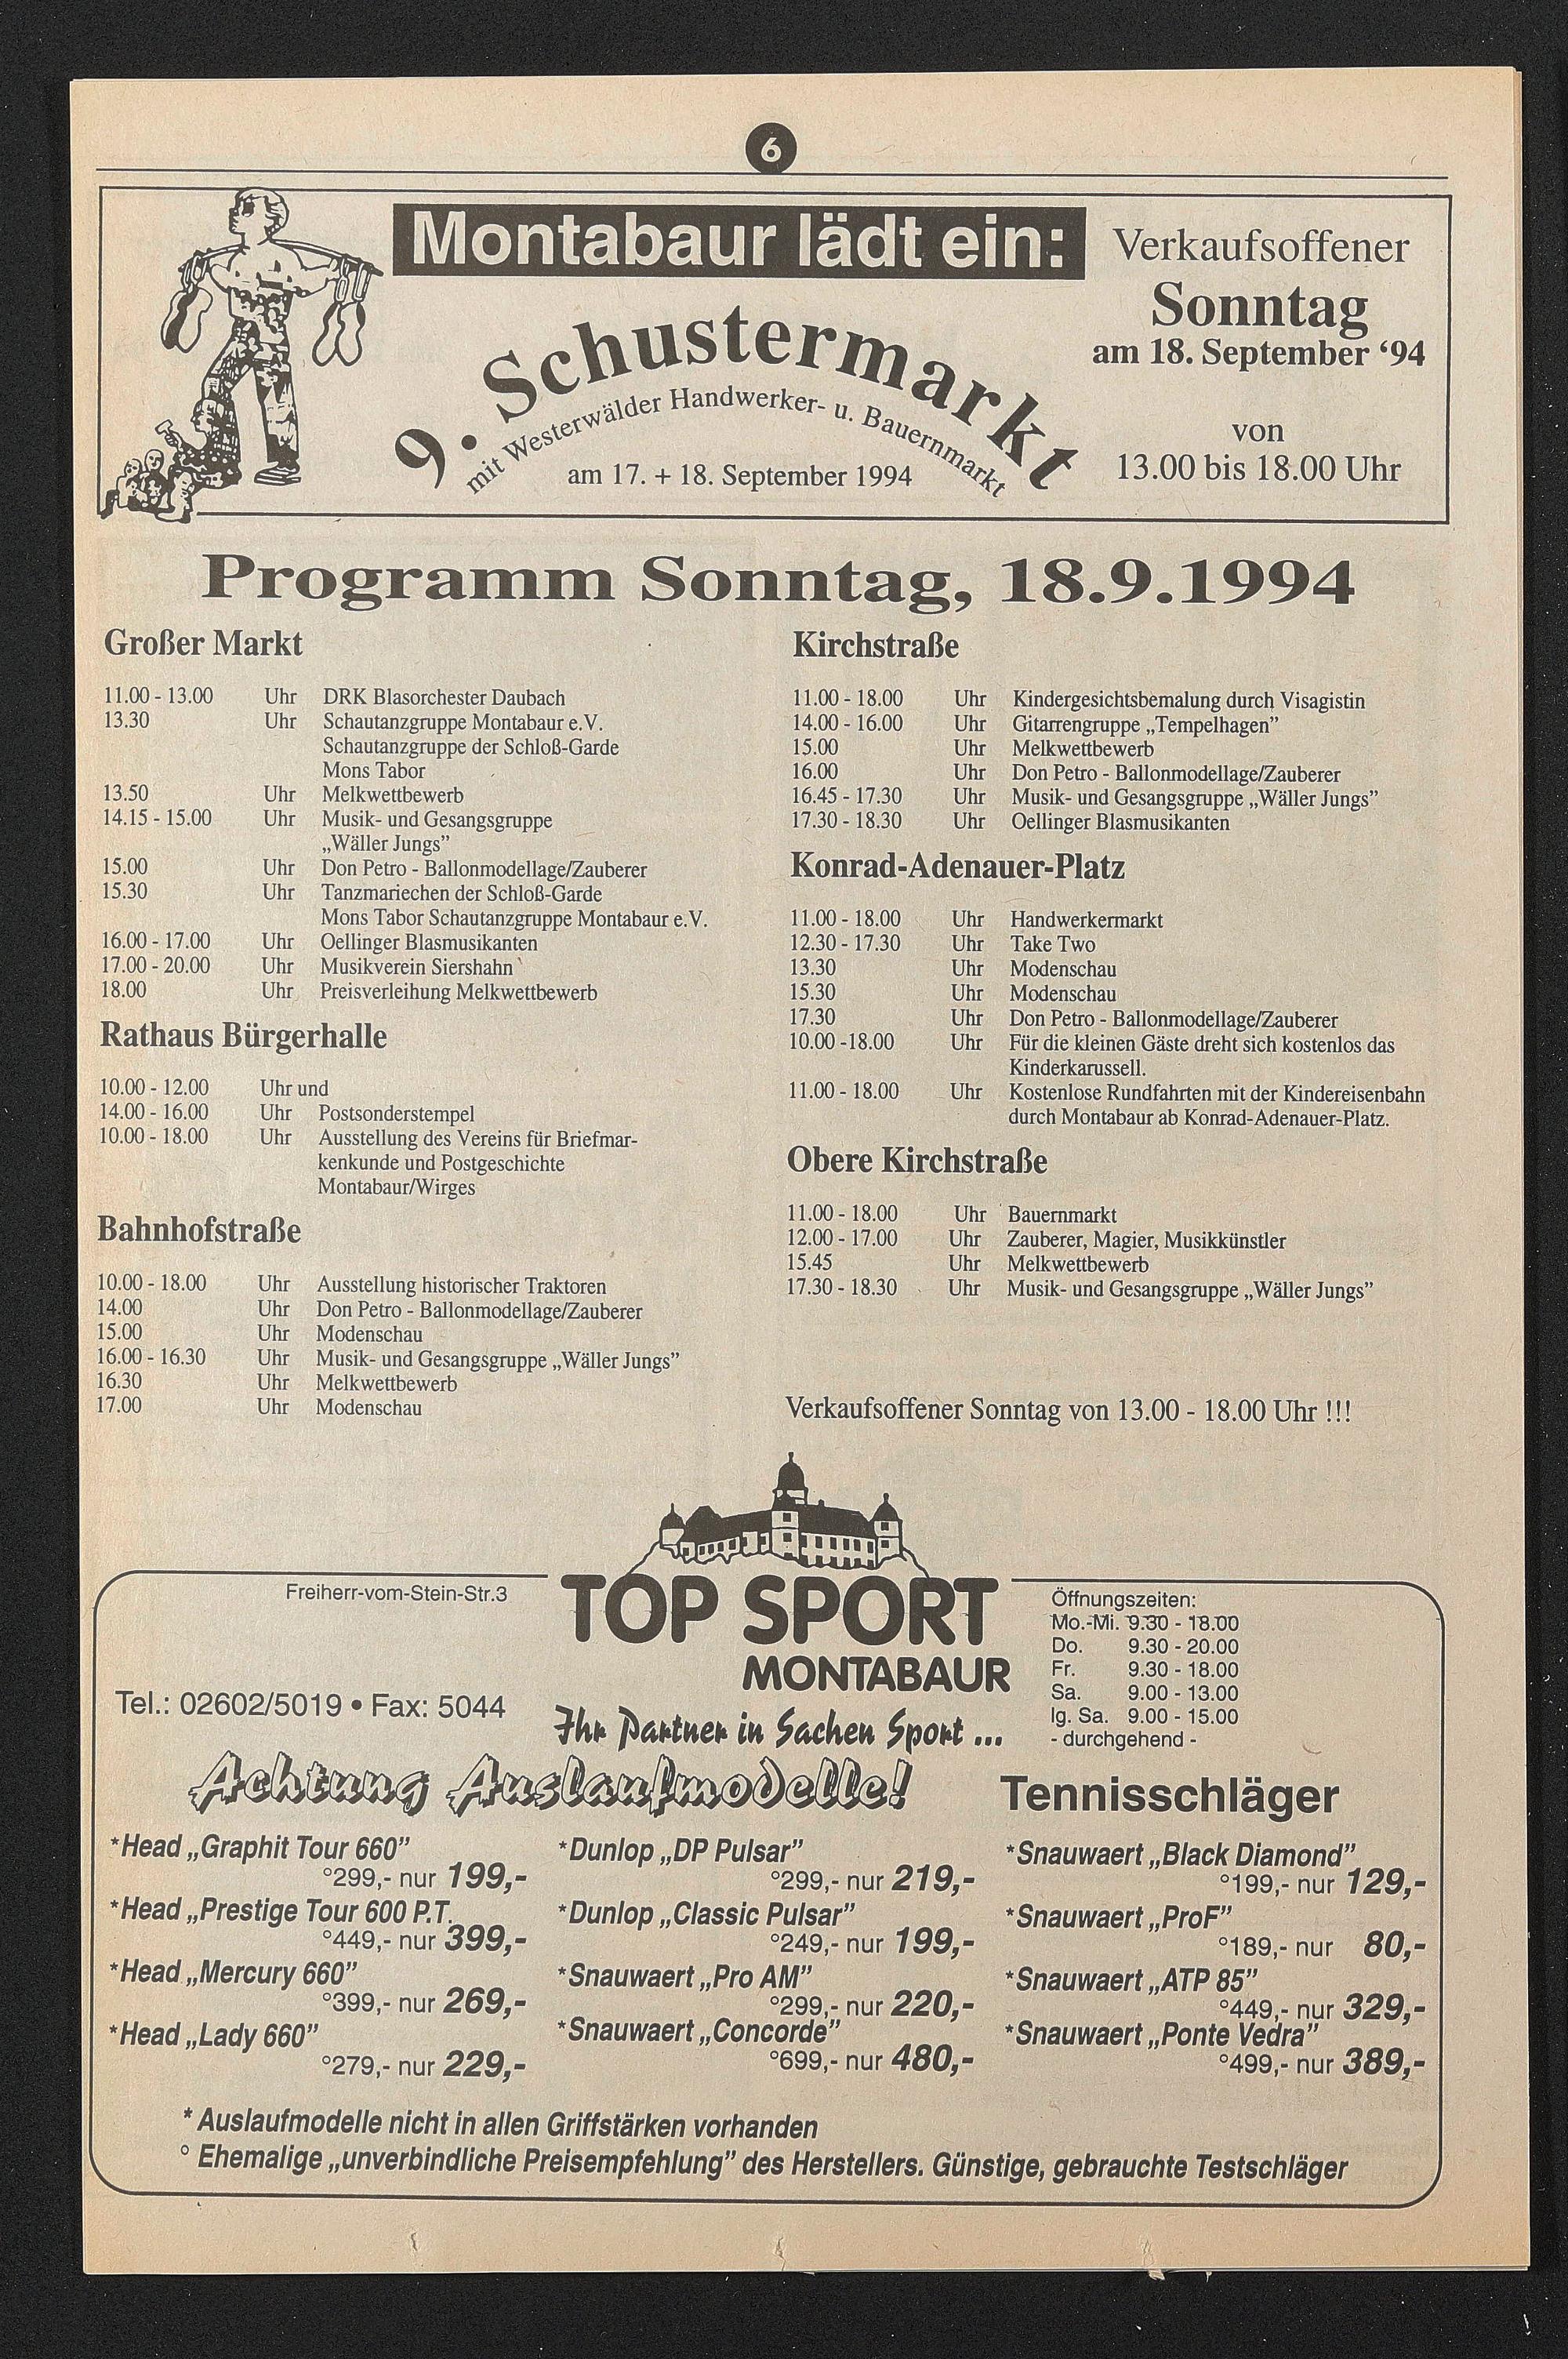 6
Montabaur lädt ein:
9. Schustermarkt
mit Westerwälder Handwerker- u. Bauernmarkt
am 17. + 18. September 1994
Verkaufsoffener
Sonntag
am 18. September ‘94
von
13.00 bis 18.00 Uhr
Programm Sonntag, 18.9.1994
Großer Markt
11.00 - 13.00 Uhr DRK Blasorchester Daubach
13.30 Uhr Schautanzgruppe Montabaur e.V.
Schautanzgruppe der Schloß-Garde
Mons Tabor
13.50 Uhr Melkwettbewerb
14.15 - 15.00 Uhr Musik- und Gesangsgruppe
„Wäller Jungs”
15.00 Uhr Don Petro - Ballonmodellage/Zauberer
15.30 Uhr Tanzmariechen der Schloß-Garde
Mons Tabor Schautanzgruppe Montabaur e.V.
16.00 - 17.00 Uhr Oellinger Blasmusikanten
17.00 - 20.00 Uhr Musikverein Siershahn
18.00 Uhr Preisverleihung Melkwettbewerb
Rathaus Bürgerhalle
10.00 - 12.00 Uhr und
14.00 - 16.00 Uhr Postsonderstempel
10.00 - 18.00 Uhr Ausstellung des Vereins für Briefmar-
kenkunde und Postgeschichte
Montabaur/Wirges
Bahnhofstraße
10.00 - 18.00 Uhr Ausstellung historischer Traktoren
14.00 Uhr Don Petro - Ballonmodellage/Zauberer
15.00 Uhr Modenschau
16.00 - 16.30 Uhr Musik- und Gesangsgruppe „Wäller Jungs”
16.30 Uhr Melkwettbewerb
17.00 Uhr Modenschau
Kirchstraße
11.00 - 18.00 Uhr Kindergesichtsbemalung durch Visagistin
14.00 - 16.00 Uhr Gitarrengruppe „Tempelhagen”
15.00 Uhr Melkwettbewerb
16.00 Uhr Don Petro - Ballonmodellage/Zauberer
16.45 - 17.30 Uhr Musik- und Gesangsgruppe „Wäller Jungs”
17.30 - 18.30 Uhr Oellinger Blasmusikanten
Konrad-Adenauer-Platz
11.00 - 18.00 Uhr Handwerkermarkt
12.30 - 17.30 Uhr Take Two
13.30 Uhr Modenschau
15.30 Uhr Modenschau
17.30 Uhr Don Petro - Ballonmodellage/Zauberer
10.00 -18.00 Uhr Für die kleinen Gäste dreht sich kostenlos das
Kinderkarussell.
11.00 - 18.00 Uhr Kostenlose Rundfahrten mit der Kindereisenbahn
durch Montabaur ab Konrad-Adenauer-Platz.
Obere Kirchstraße
11.00 - 18.00 Uhr Bauernmarkt
12.00 - 17.00 Uhr Zauberer, Magier, Musikkünstler
15.45 Uhr Melkwettbewerb
17.30 - 18.30 Uhr Musik- und Gesangsgruppe „Wäller Jungs”
Verkaufsoffener Sonntag von 13.00 - 18.00 Uhr !!!
Freiherr-vom-Stein-Str.3
Tel.: 02602/5019 • Fax: 5044
TOP SPORT
MONTABAUR
Ihr Partner in Sachen Sport ...
Öffnungszeiten:
Mo.-Mi. 9.30 - 18.00
Do. 9.30 - 20.00
Fr. 9.30 - 18.00
Sa. 9.00 - 13.00
lg. Sa. 9.00 - 15.00
- durchgehend -
Achtung Auslaufmodelle!
Tennisschläger
*Head „Graphit Tour 660”
°299,- nur 199,-
*Head „Prestige Tour 600 P.T.
°449,- nur 399,-
*Head „Mercury 660”
°399,- nur 269,-
*Head „Lady 660”
°279,- nur 229,-
*Dunlop „DP Pulsar”
°299,- nur 219,-
*Dunlop „Classic Pulsar”
°249,- nur 199,-
*Snauwaert „Pro AM”
°299,- nur 220,-
*Snauwaert „Concorde”
°699,- nur 480,-
*Snauwaert „Black Diamond”
°199,- nur 129,-
*Snauwaert „ProF”
°189,- nur 80,-
*Snauwaert „ATP 85”
°449,- nur 329,-
*Snauwaert „Ponte Vedra”
°499,- nur 389,-
* Auslaufmodelle nicht in allen Griffstärken vorhanden
° Ehemalige „unverbindliche Preisempfehlung” des Herstellers. Günstige, gebrauchte Testschläger